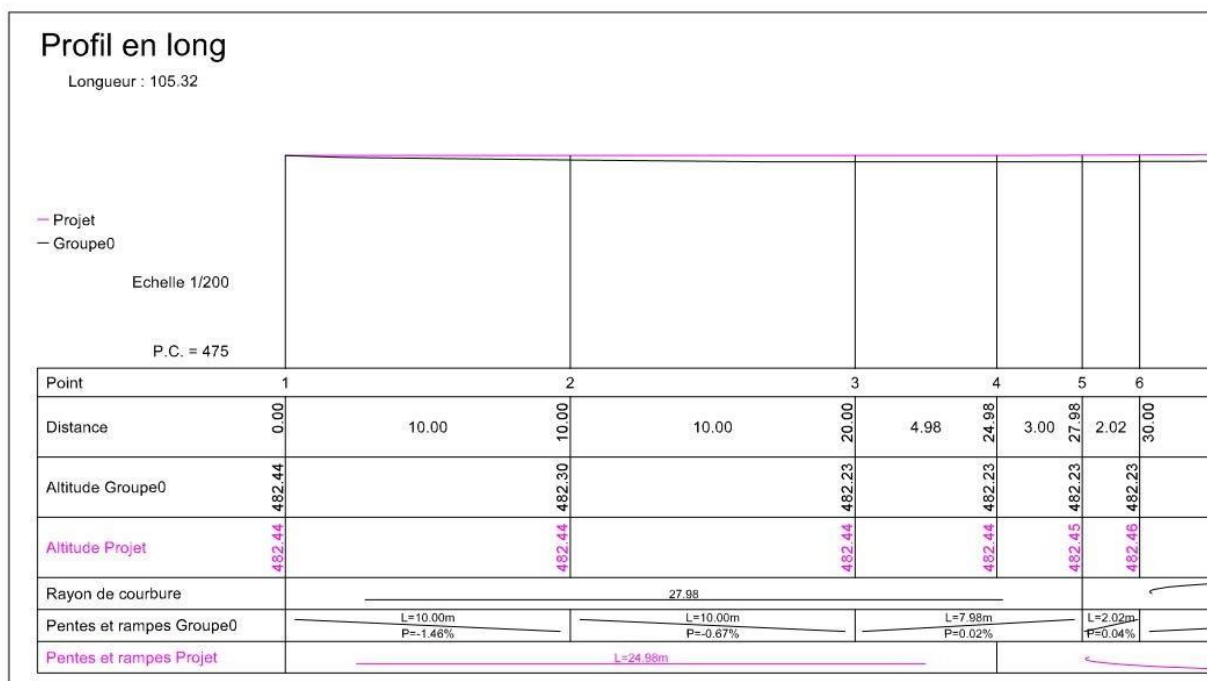 Profil en long
Longueur : 105.32
Projet
Groupe0
Echelle 1/200
P.C. = 475
Point 1 2 3 4 5 6
Distance 0.00 10.00 10.00 10.00 20.00 4.98 24.98 3.00 27.98 2.02 30.00
Altitude Groupe0 482.44 482.30 482.23 482.23 482.23 482.23
Altitude Projet 482.44 482.44 482.44 482.44 482.45 482.46
Rayon de courbure 27.98
Pentes et rampes Groupe0 L=10.00m L=10.00m L=7.98m L=2.02m
P=-1.46% P=-0.67% P=0.02% P=0.04%
Pentes et rampes Projet L=24.98m